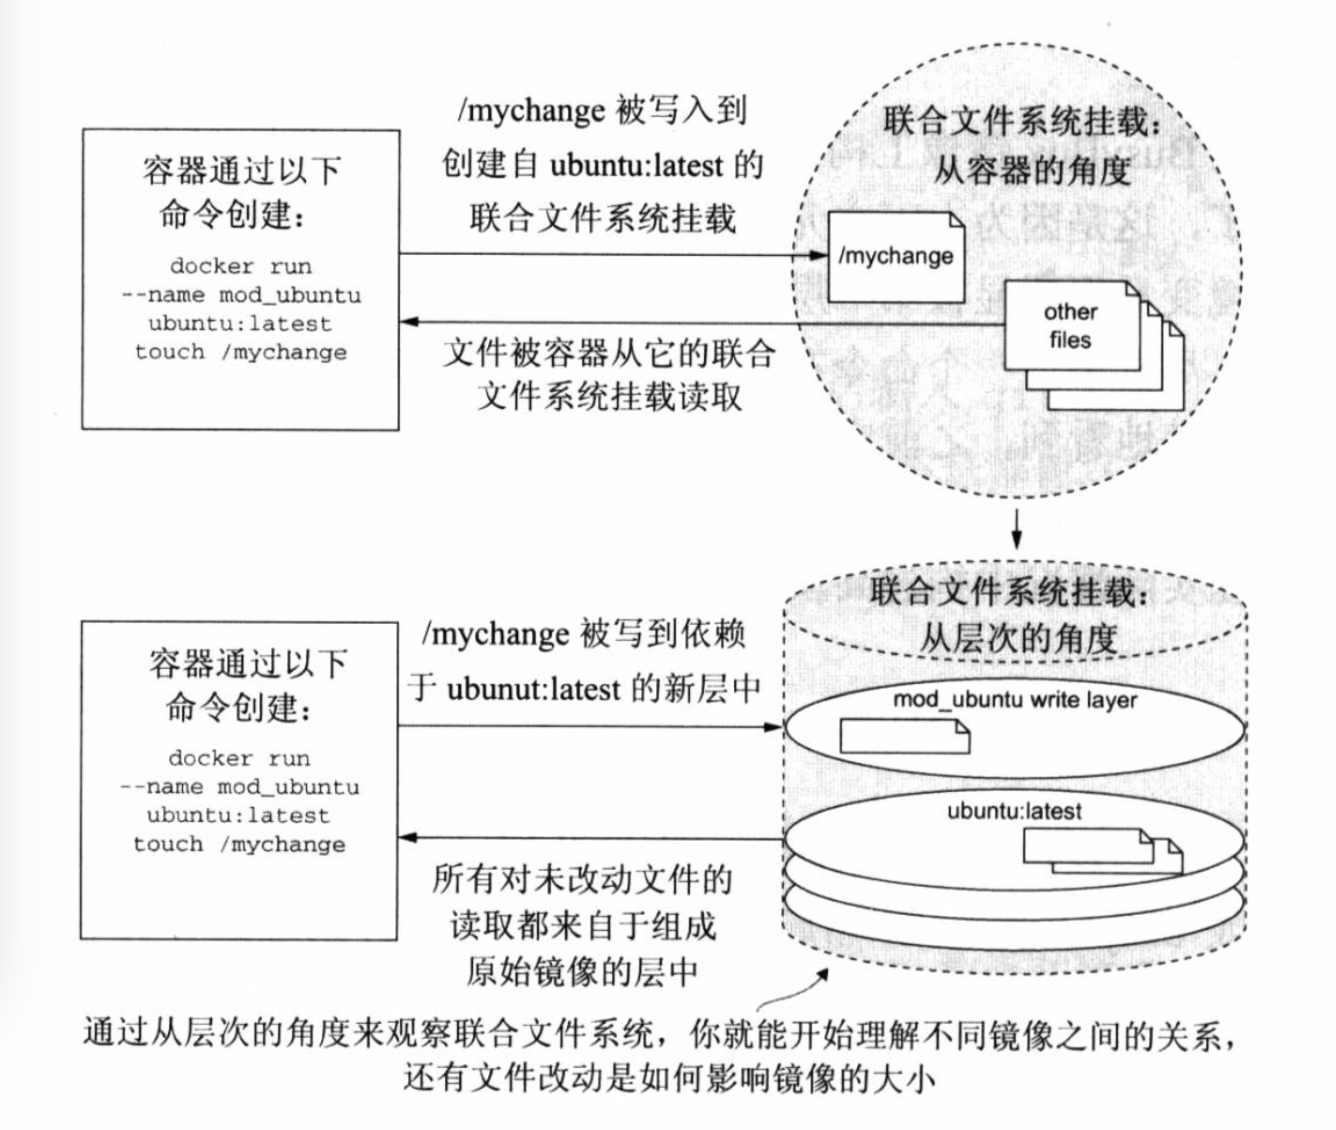 容器通过以下
命令创建：
docker run
--name mod_ubuntu
ubuntu:latest
touch /mychange
/mychange 被写入到
创建自 ubuntu:latest 的
联合文件系统挂载
文件被容器从它的联合
文件系统挂载读取
联合文件系统挂载：
从容器的角度
/mychange
other
files
容器通过以下
命令创建：
docker run
--name mod_ubuntu
ubuntu:latest
touch /mychange
/mychange 被写到依赖
于 ubunut:latest 的新层中
所有对未改动文件的
读取都来自于组成
原始镜像的层中
联合文件系统挂载：
从层次的角度
mod_ubuntu write layer
ubuntu:latest
通过从层次的角度来观察联合文件系统，你就能开始理解不同镜像之间的关系，
还有文件改动是如何影响镜像的大小